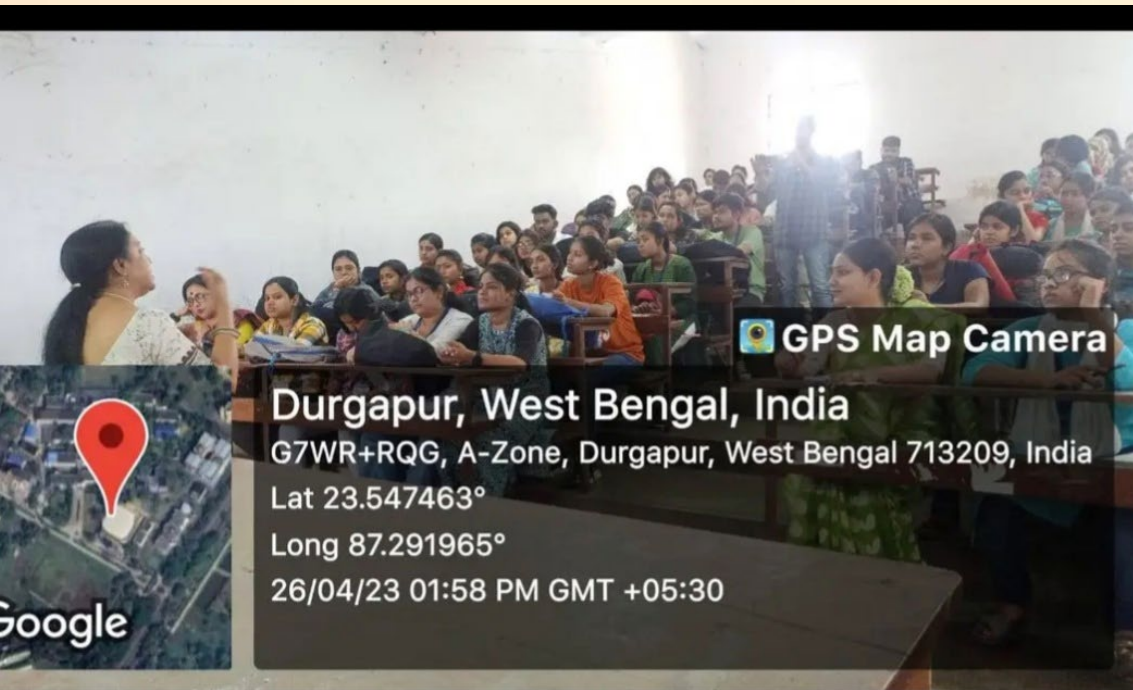 GPS Map Camera
Durgapur, West Bengal, India
G7WR+RQG, A-Zone, Durgapur, West Bengal 713209, India
Lat 23.547463°
Long 87.291965°
26/04/23 01:58 PM GMT +05:30
Google